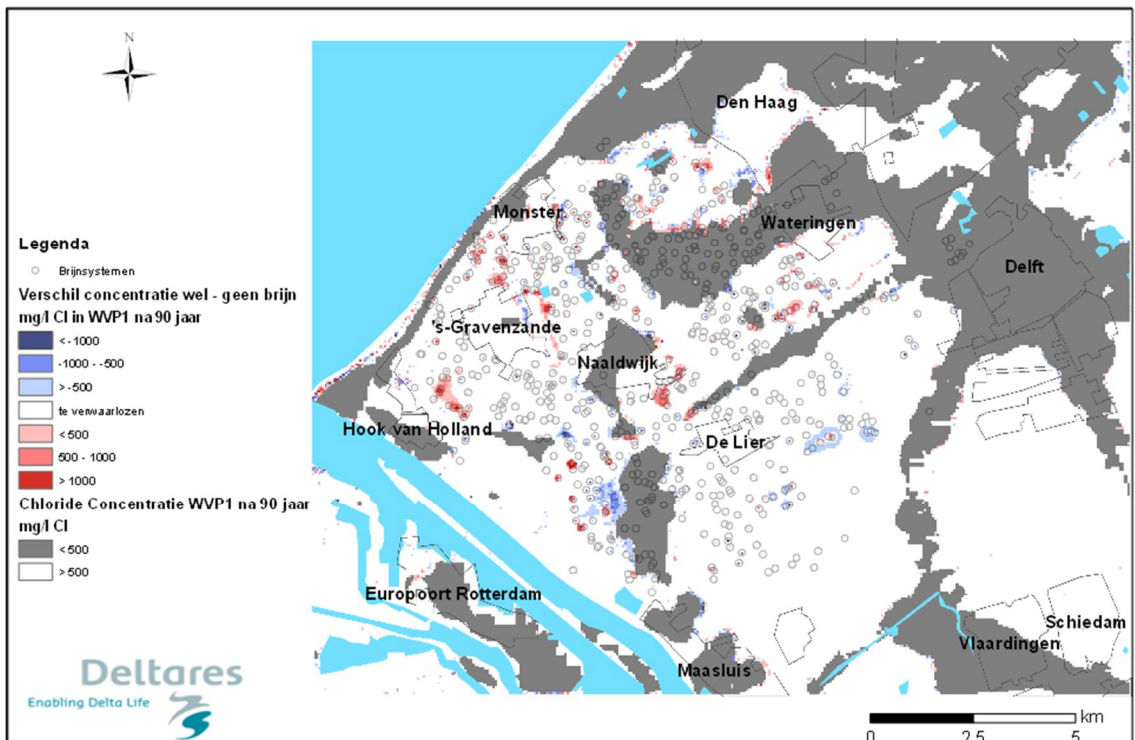 N
Den Haag
Monster
Wateringen
Delft
's-Gravenzande
Naaldwijk
Hook van Holland
De Lier
Europoort Rotterdam
Maasluis
Vlaardingen
Schiedam
Legenda
Brijnsystemen
Verschil concentratie wel - geen brijn
mg/l Cl in WVP1 na 90 jaar
< -1000
-1000 - -500
> -500
te verwaarlozen
< 500
500 - 1000
> 1000
Chloride Concentratie WVP1 na 90 jaar
mg/l Cl
< 500
> 500
Deltares
Enabling Delta Life
km
0 2.5 5